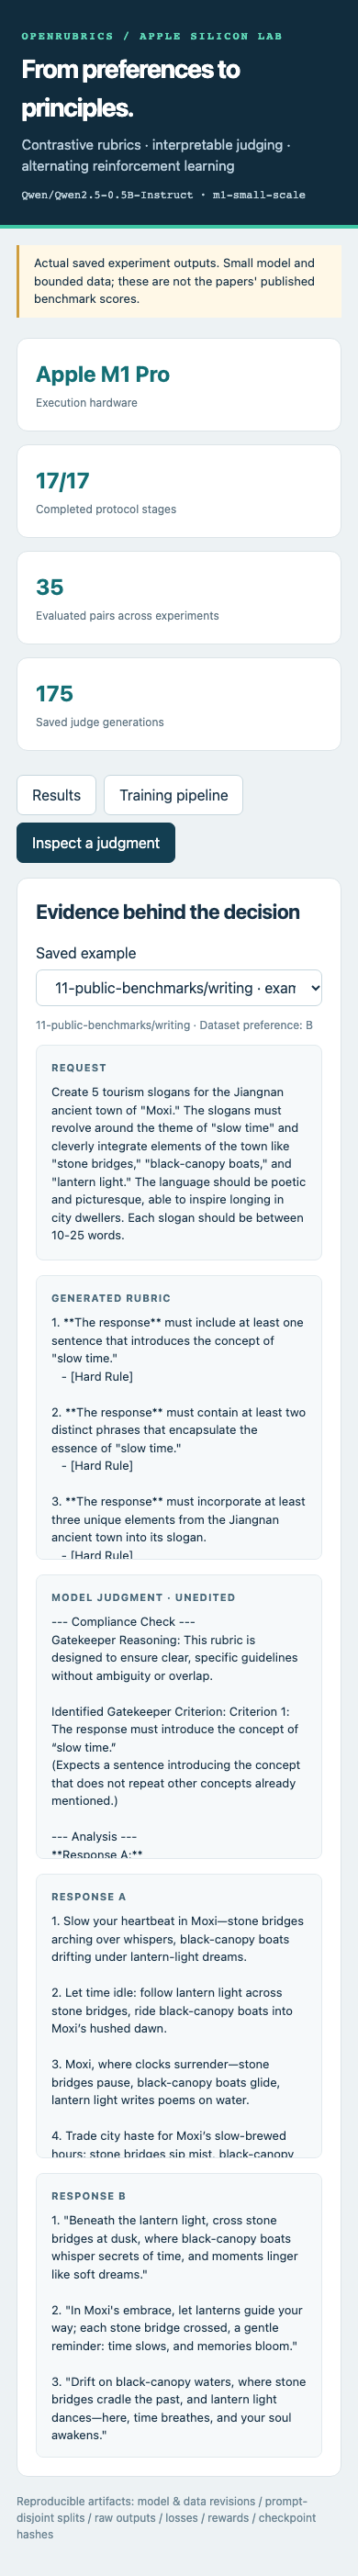 OPENRUBRICS / APPLE SILICON LAB
From preferences to
principles.
Contrastive rubrics · interpretable judging ·
alternating reinforcement learning
Qwen/Qwen2.5-0.5B-Instruct • m1-small-scale
Actual saved experiment outputs. Small model and
bounded data; these are not the papers' published
benchmark scores.
Apple M1 Pro
Execution hardware
17/17
Completed protocol stages
35
Evaluated pairs across experiments
175
Saved judge generations
Results
Training pipeline
Inspect a judgment
Evidence behind the decision
Saved example
11-public-benchmarks/writing · exam
11-public-benchmarks/writing · Dataset preference: B
REQUEST
Create 5 tourism slogans for the Jiangnan
ancient town of "Moxi." The slogans must
revolve around the theme of "slow time" and
cleverly integrate elements of the town like
"stone bridges," "black-canopy boats," and
"lantern light." The language should be poetic
and picturesque, able to inspire longing in
city dwellers. Each slogan should be between
10-25 words.
GENERATED RUBRIC
1. **The response** must include at least one
sentence that introduces the concept of
"slow time."
- [Hard Rule]
2. **The response** must contain at least two
distinct phrases that encapsulate the
essence of "slow time."
- [Hard Rule]
3. **The response** must incorporate at least
three unique elements from the Jiangnan
ancient town into its slogan.
- [Hard Rule]
MODEL JUDGMENT · UNEDITED
--- Compliance Check ---
Gatekeeper Reasoning: This rubric is
designed to ensure clear, specific guidelines
without ambiguity or overlap.
Identified Gatekeeper Criterion: Criterion 1:
The response must introduce the concept of
“slow time.”
(Expects a sentence introducing the concept
that does not repeat other concepts already
mentioned.)
--- Analysis ---
**Response A:**
RESPONSE A
1. Slow your heartbeat in Moxi—stone bridges
arching over whispers, black-canopy boats
drifting under lantern-light dreams.
2. Let time idle: follow lantern light across
stone bridges, ride black-canopy boats into
Moxi’s hushed dawn.
3. Moxi, where clocks surrender—stone
bridges pause, black-canopy boats glide,
lantern light writes poems on water.
4. Trade city haste for Moxi’s slow-brewed
hours: stone bridges sip mist, black-canopy
RESPONSE B
1. "Beneath the lantern light, cross stone
bridges at dusk, where black-canopy boats
whisper secrets of time, and moments linger
like soft dreams."
2. "In Moxi's embrace, let lanterns guide your
way; each stone bridge crossed, a gentle
reminder: time slows, and memories bloom."
3. "Drift on black-canopy waters, where stone
bridges cradle the past, and lantern light
dances—here, time breathes, and your soul
awakens."
Reproducible artifacts: model & data revisions / prompt-
disjoint splits / raw outputs / losses / rewards / checkpoint
hashes